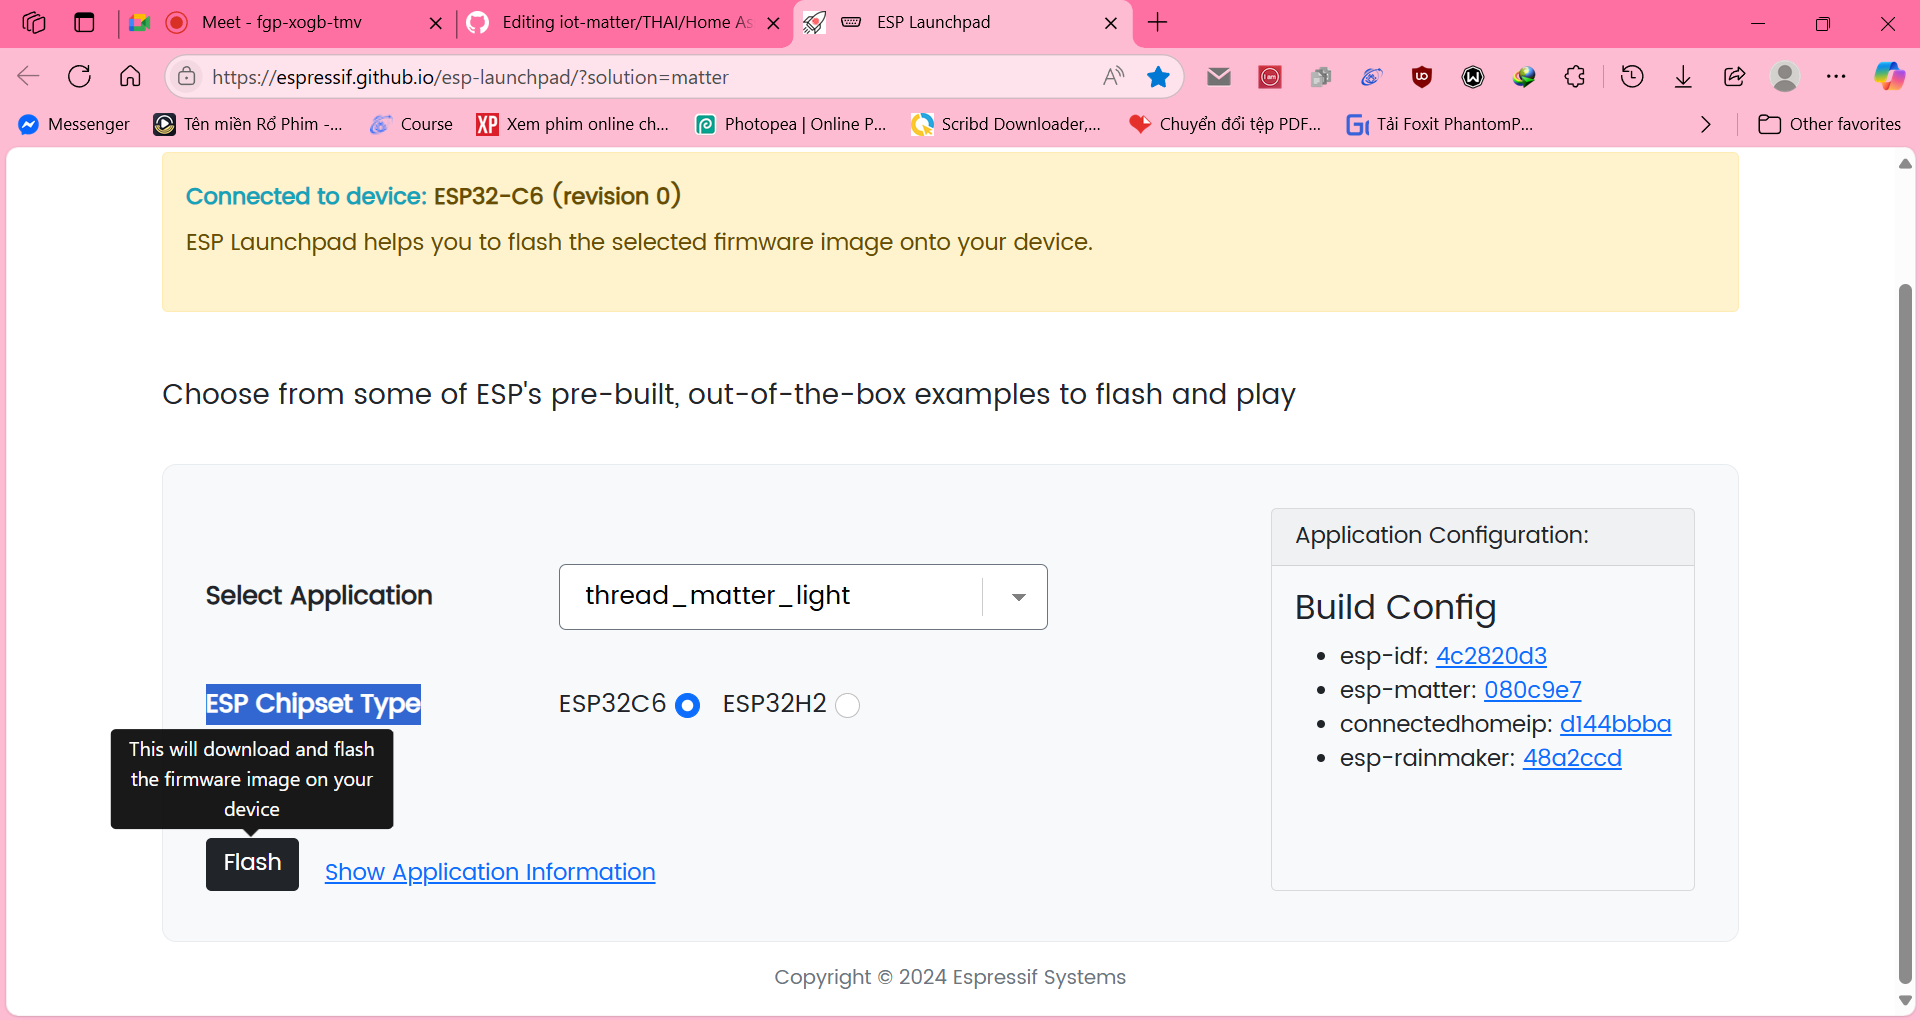 Meet - fgp-xogb-tmv
Editing iot-matter/THAI/Home As
ESP Launchpad
https://espressif.github.io/esp-launchpad/?solution=matter
Messenger
Tên miền Rổ Phim -...
Course
Xem phim online ch...
Photopea | Online P...
Scribd Downloader,...
Chuyển đổi tệp PDF...
Tải Foxit PhantomP...
Other favorites
Connected to device: ESP32-C6 (revision 0)
ESP Launchpad helps you to flash the selected firmware image onto your device.
Choose from some of ESP's pre-built, out-of-the-box examples to flash and play
Select Application
thread_matter_light
ESP Chipset Type
ESP32C6
ESP32H2
This will download and flash
the firmware image on your
device
Flash
Show Application Information
Application Configuration:
Build Config
esp-idf: 4c2820d3
esp-matter: 080c9e7
connectedhomeip: d144bbba
esp-rainmaker: 48a2ccd
Copyright © 2024 Espressif Systems